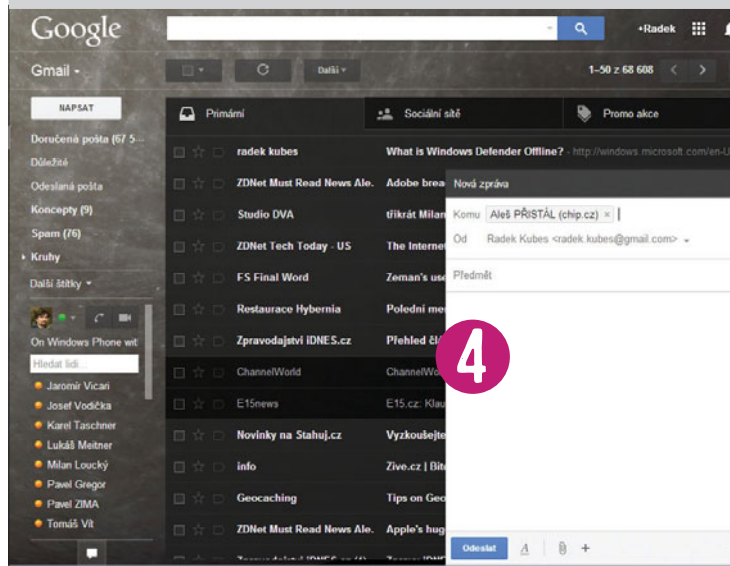 Google
+Radek
Gmail
Další
1–50 z 68 608
NAPSAT
Primární
Sociální sítě
Promo akce
Doručená pošta (67 5...
Důležité
Odeslaná pošta
Koncepty (9)
Spam (76)
Kruhy
Další štítky
On Windows Phone wit
Hledat lidi...
Jaromír Vicari
Josef Vodička
Karel Taschner
Lukáš Meitner
Milan Loucký
Pavel Gregor
Pavel ZIMA
Tomáš Vít
radek kubes What is Windows Defender Offline? - http://windows.microsoft.com/en-U
ZDNet Must Read News Ale. Adobe brea
Studio DVA třikrát Milan
ZDNet Tech Today - US The Internet
FS Final Word Zeman's use
Restaurace Hybernia Polední me
Zpravodajství iDNES.cz Přehled čl
ChannelWorld ChannelWo
E15news E15.cz: Klau
Novinky na Stahuj.cz Vyzkoušejte
info Zive.cz | Bit
Geocaching Tips on Geo
ZDNet Must Read News Ale. Apple's hug
Nová zpráva
Komu Aleš PŘISTÁL (chip.cz) ×
Od Radek Kubes <radek.kubes@gmail.com>
Předmět
4
Odeslat A